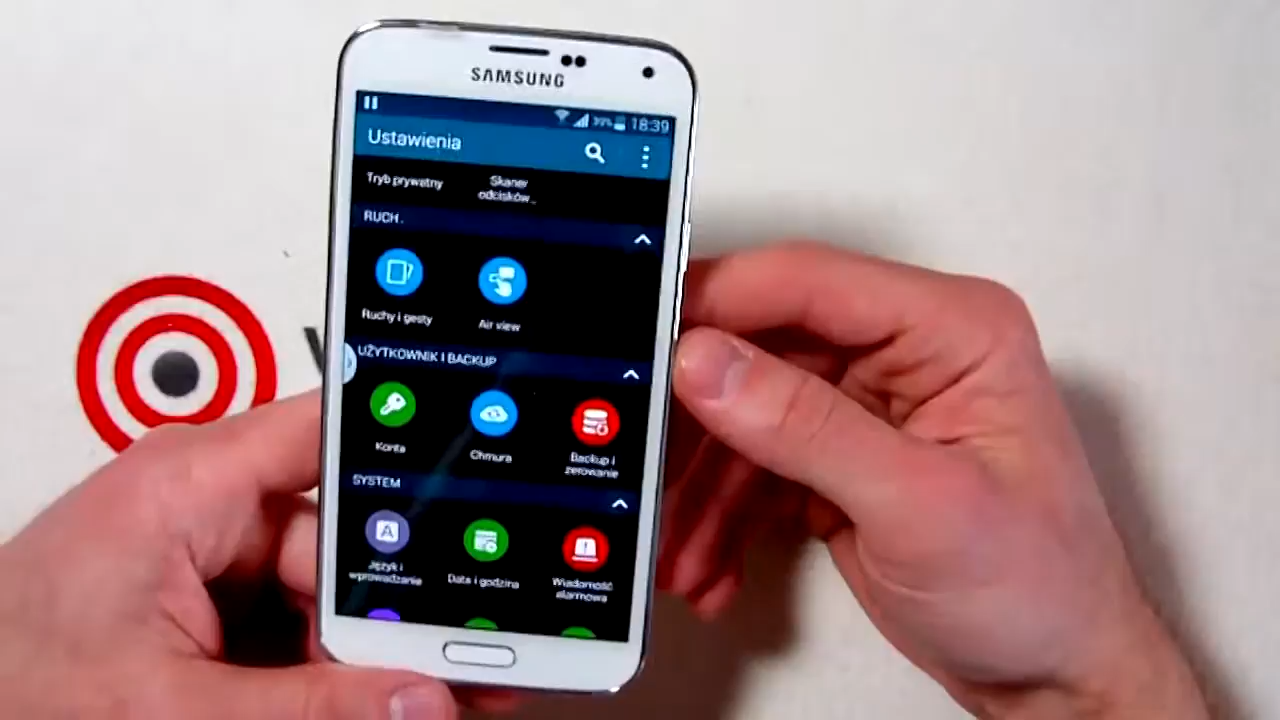 SAMSUNG
39% 18:39
Ustawienia
Tryb prywatny
Skaner
odcisków...
RUCH
Ruchy i gesty
Air view
UŻYTKOWNIK I BACKUP
Konta
Chmura
Backup i
zerowanie
SYSTEM
Język i
wprowadzanie
Data i godzina
Wiadomość
alarmowa